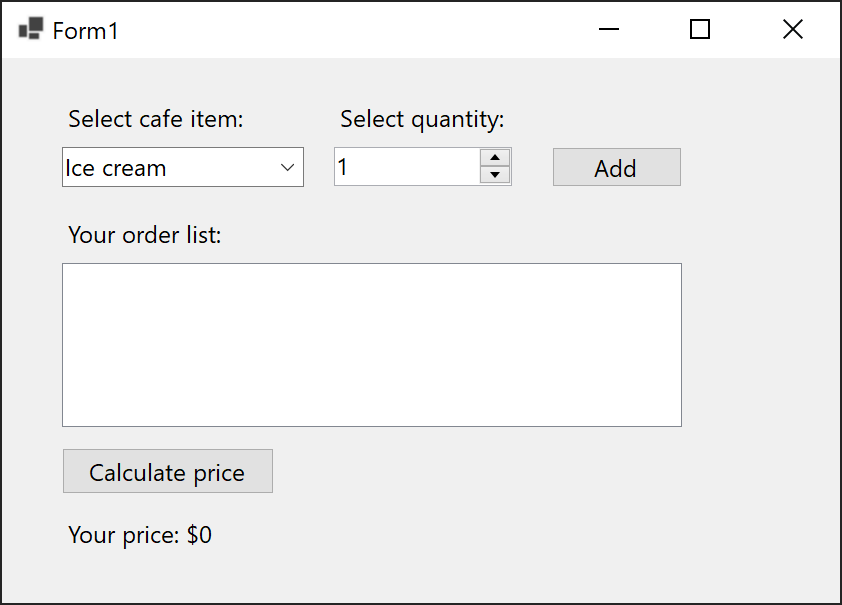 Form1
Select cafe item: Select quantity:
Ice cream 1 Add
Your order list:
Calculate price
Your price: $0